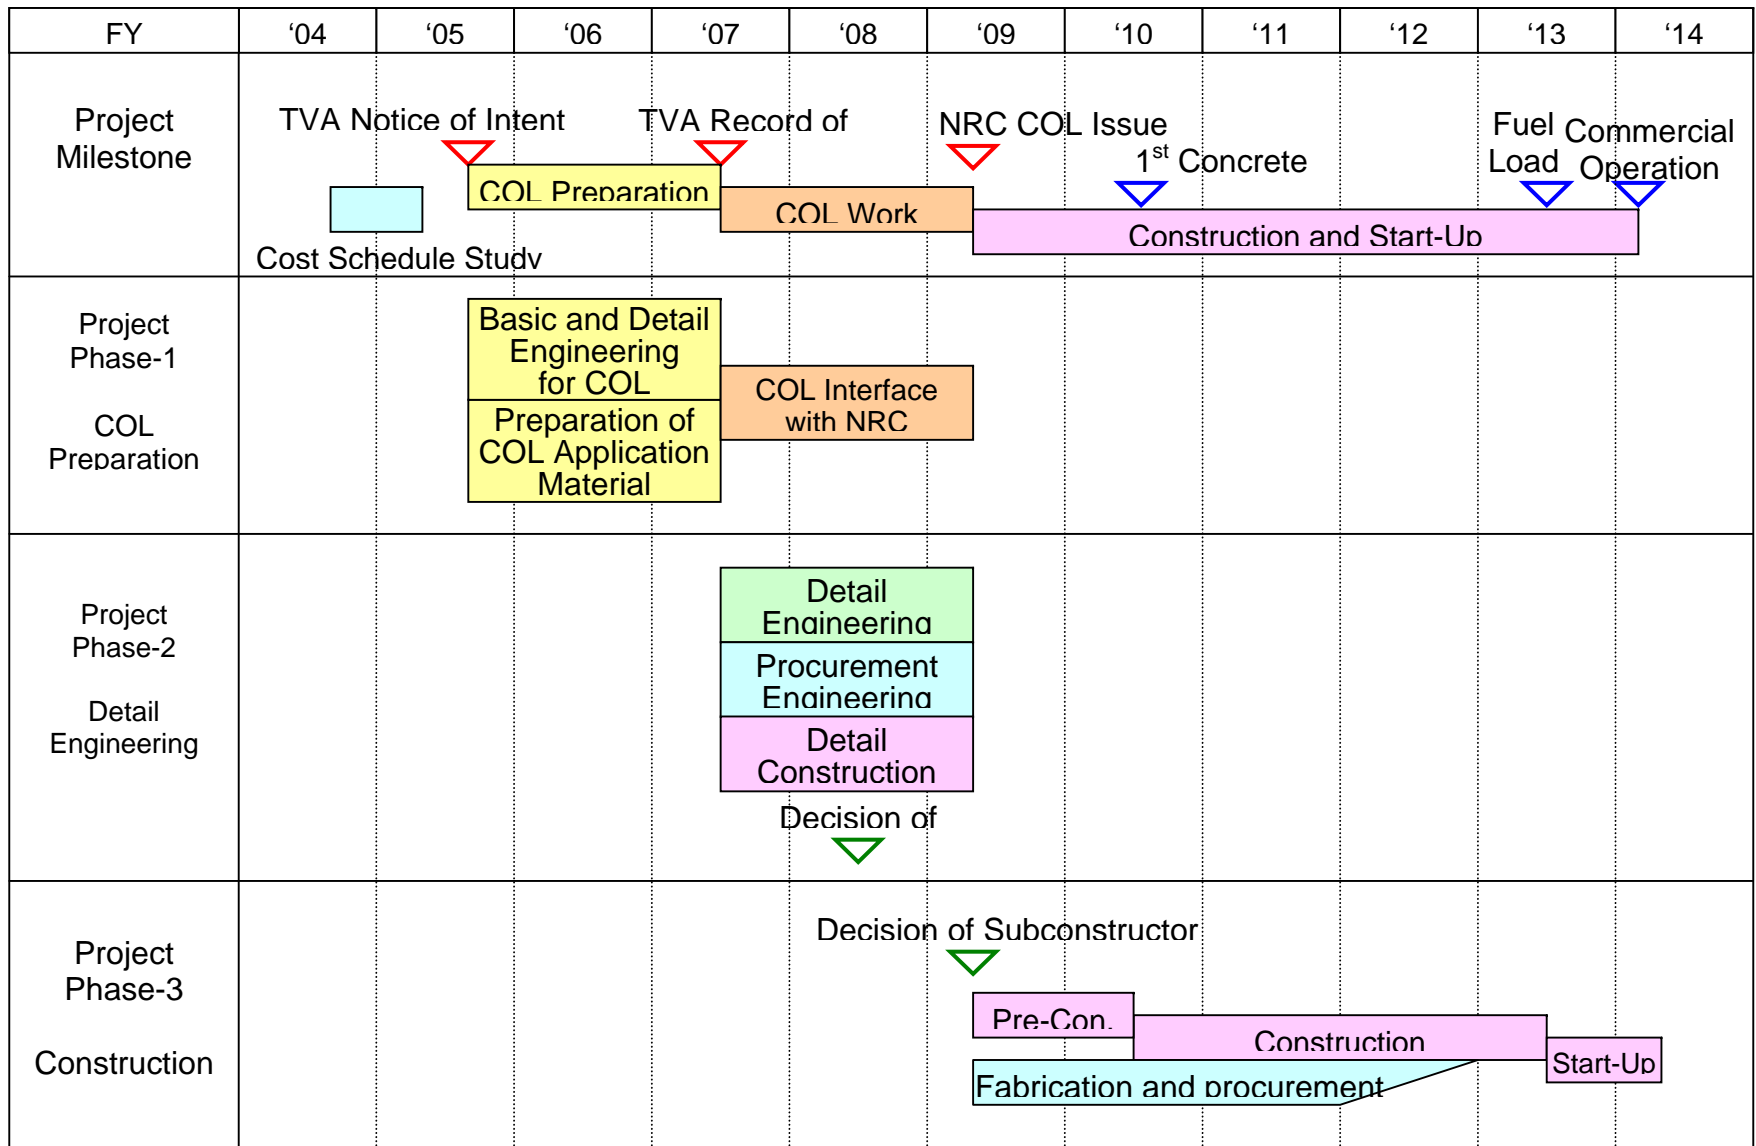 FY ‘04 ‘05 ‘06 ‘07 ‘08 ‘09 ‘10 ‘11 ‘12 ‘13 ‘14
Project
Milestone
TVA Notice of Intent
TVA Record of
NRC COL Issue
1st Concrete
Fuel
Load
Commercial
Operation
COL Preparation
COL Work
Construction and Start-Up
Cost Schedule Study
Project
Phase-1
COL
Preparation
Basic and Detail
Engineering
for COL
Preparation of
COL Application
Material
COL Interface
with NRC
Project
Phase-2
Detail
Engineering
Detail
Engineering
Procurement
Engineering
Detail
Construction
Decision of
Project
Phase-3
Construction
Decision of Subconstructor
Pre-Con.
Construction
Start-Up
Fabrication and procurement